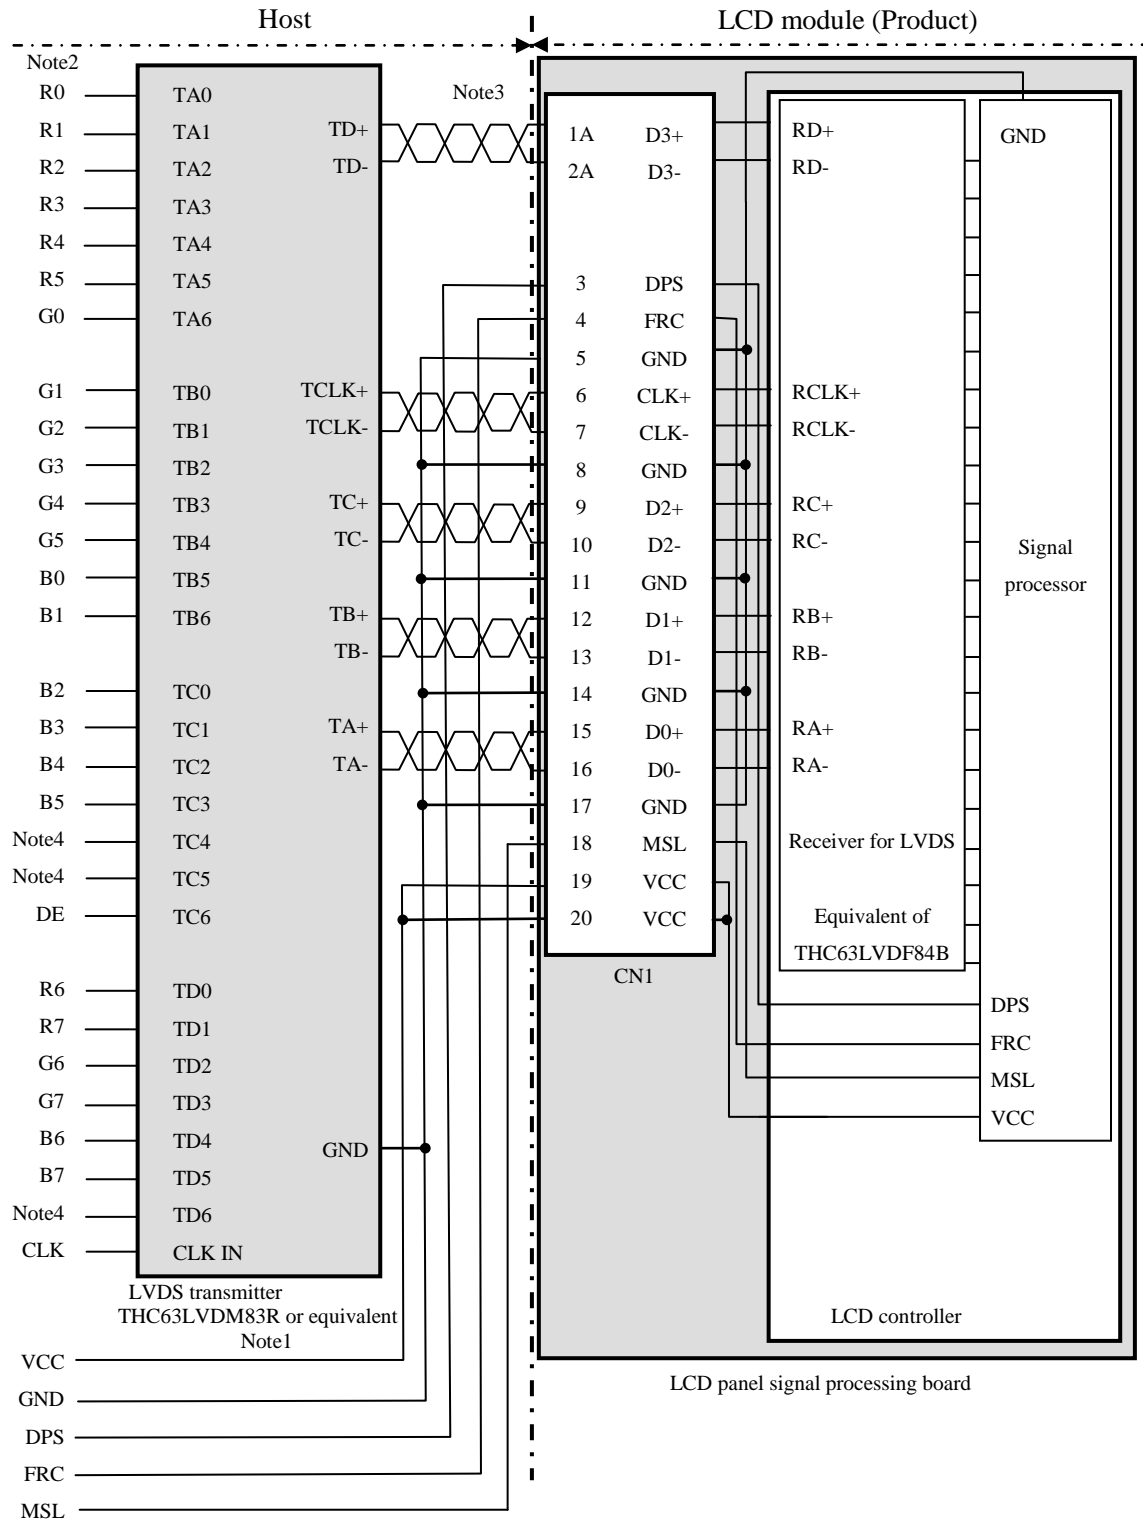 Host
LCD module (Product)
Note2
Note3
R0 TA0
R1 TA1 TD+ 1A D3+ RD+ GND
R2 TA2 TD- 2A D3- RD-
R3 TA3
R4 TA4
R5 TA5 3 DPS
G0 TA6 4 FRC
5 GND
G1 TB0 TCLK+ 6 CLK+ RCLK+
G2 TB1 TCLK- 7 CLK- RCLK-
G3 TB2 8 GND
G4 TB3 TC+ 9 D2+ RC+
G5 TB4 TC- 10 D2- RC- Signal
B0 TB5 11 GND processor
B1 TB6 TB+ 12 D1+ RB+
TB- 13 D1- RB-
B2 TC0 14 GND
B3 TC1 TA+ 15 D0+ RA+
B4 TC2 TA- 16 D0- RA-
B5 TC3 17 GND
Note4 TC4 18 MSL Receiver for LVDS
Note4 TC5 19 VCC
DE TC6 20 VCC Equivalent of
THC63LVDF84B
CN1
R6 TD0 DPS
R7 TD1
G6 TD2 FRC
G7 TD3 MSL
B6 TD4 GND VCC
B7 TD5
Note4 TD6
CLK CLK IN
LVDS transmitter
THC63LVDM83R or equivalent
Note1
LCD controller
VCC
LCD panel signal processing board
GND
DPS
FRC
MSL